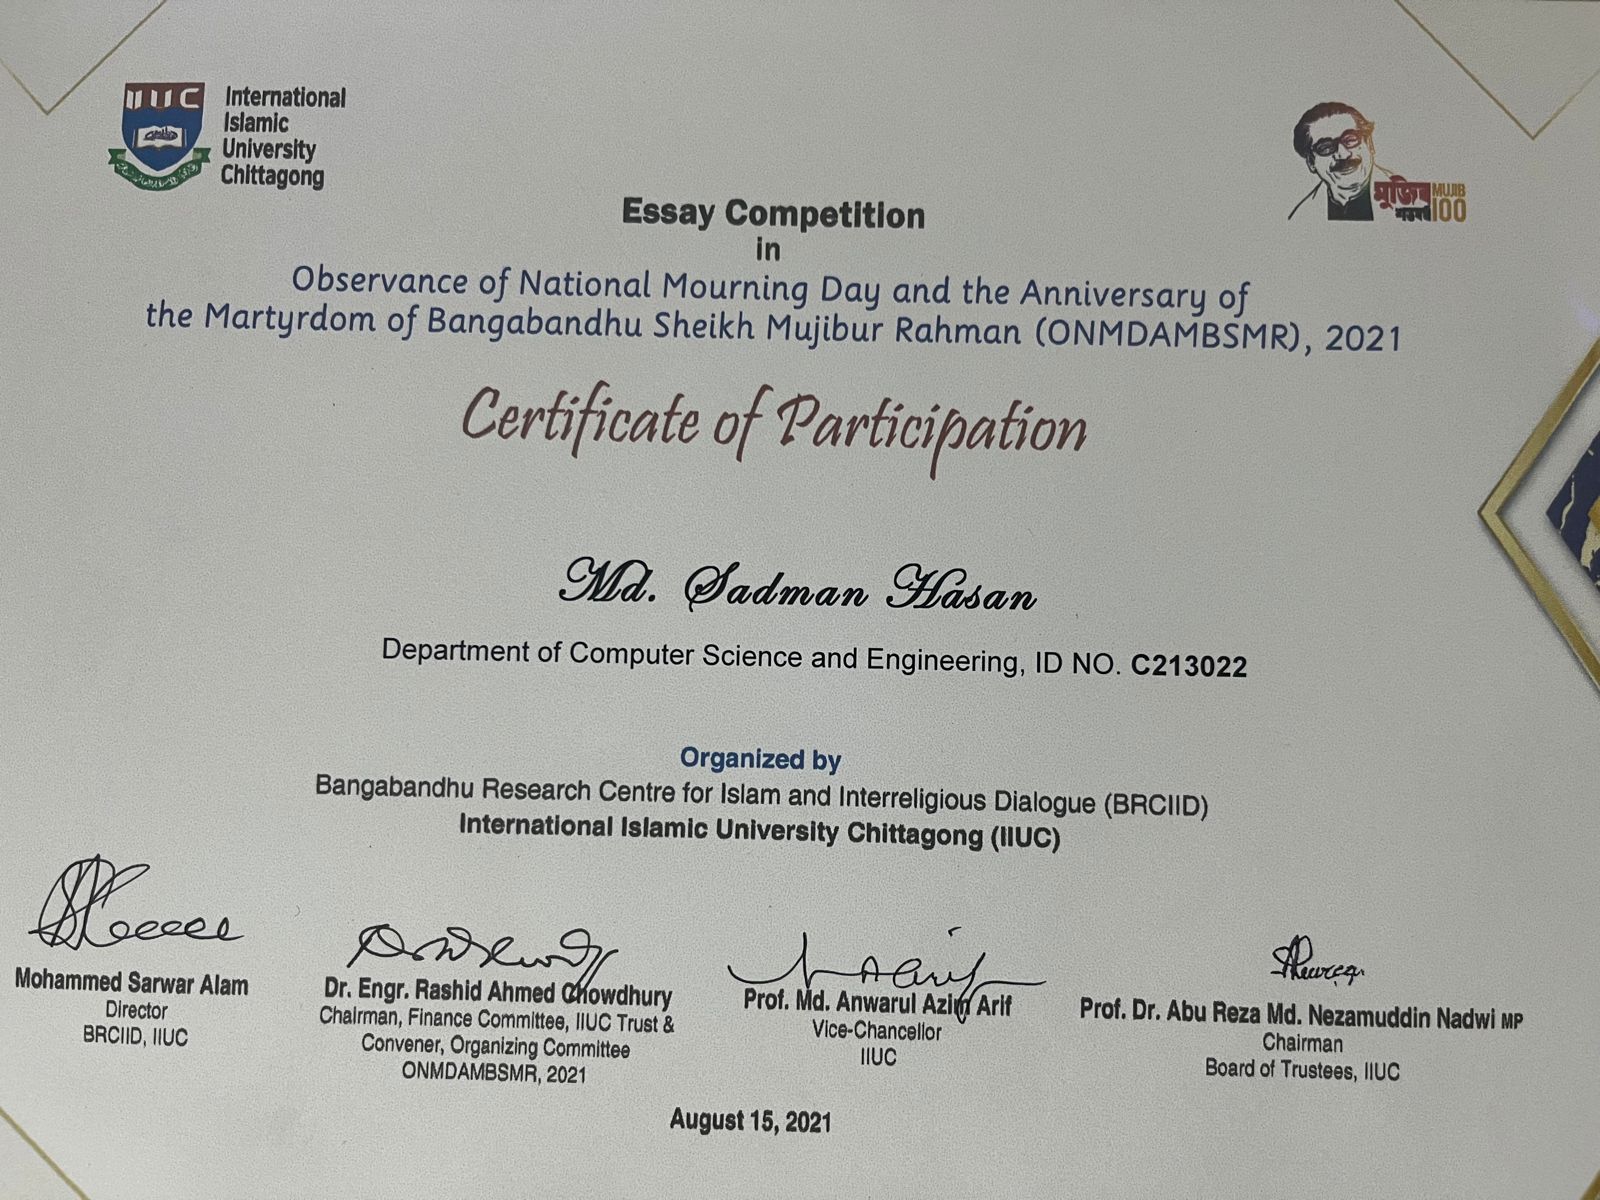 IIUC
International
Islamic
University
Chittagong
মুজিব
শতবর্ষ
MUJIB
100
Essay Competition
in
Observance of National Mourning Day and the Anniversary of
the Martyrdom of Bangabandhu Sheikh Mujibur Rahman (ONMDAMBSMR), 2021
Certificate of Participation
Md. Sadman Hasan
Department of Computer Science and Engineering, ID NO. C213022
Organized by
Bangabandhu Research Centre for Islam and Interreligious Dialogue (BRCIID)
International Islamic University Chittagong (IIUC)
Mohammed Sarwar Alam
Director
BRCIID, IIUC
Dr. Engr. Rashid Ahmed Chowdhury
Chairman, Finance Committee, IIUC Trust &
Convener, Organizing Committee
ONMDAMBSMR, 2021
Prof. Md. Anwarul Azim Arif
Vice-Chancellor
IIUC
Prof. Dr. Abu Reza Md. Nezamuddin Nadwi MP
Chairman
Board of Trustees, IIUC
August 15, 2021